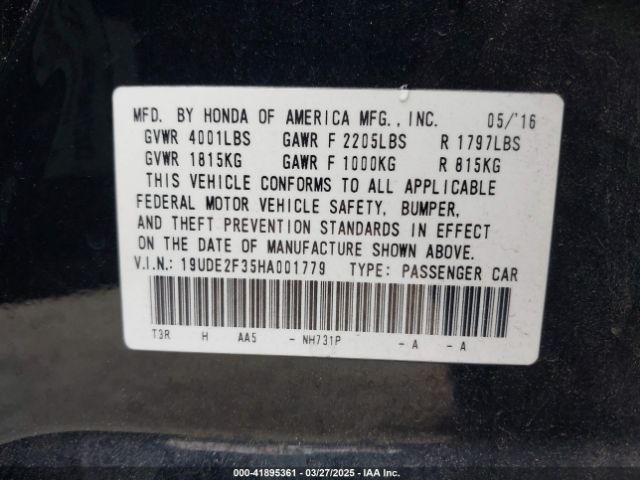 MFD. BY HONDA OF AMERICA MFG., INC. 05/'16
GVWR 4001LBS GAWR F 2205LBS R 1797LBS
GVWR 1815KG GAWR F 1000KG R 815KG
THIS VEHICLE CONFORMS TO ALL APPLICABLE
FEDERAL MOTOR VEHICLE SAFETY, BUMPER,
AND THEFT PREVENTION STANDARDS IN EFFECT
ON THE DATE OF MANUFACTURE SHOWN ABOVE.
V.I.N.: 19UDE2F35HA001779 TYPE: PASSENGER CAR
T3R H AA5 - NH731P - A - A
000-41895361 | 03/27/2025 | IAA Inc.